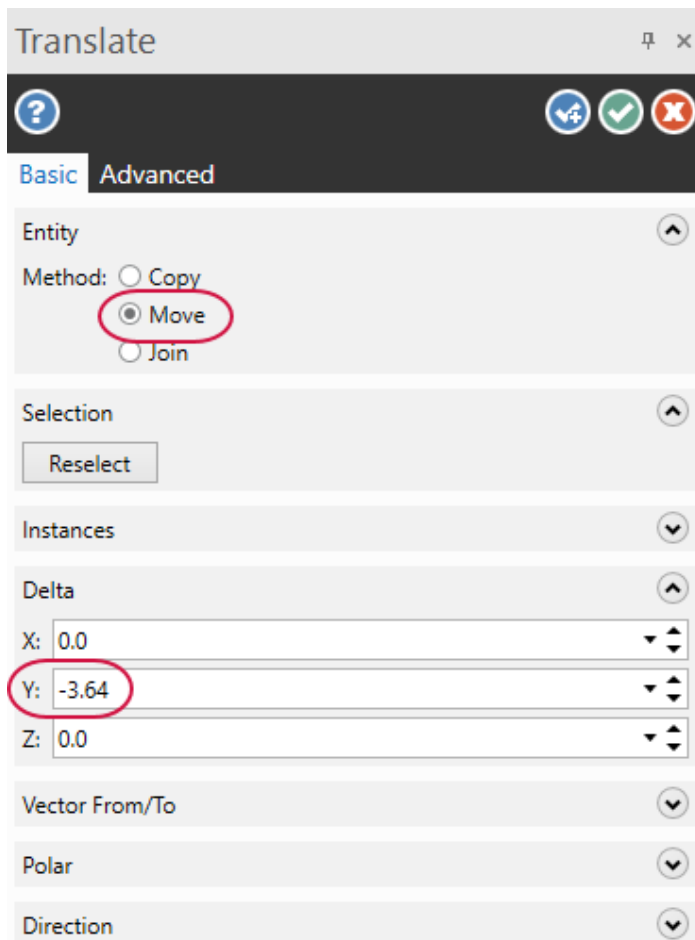 Translate
?
Basic Advanced
Entity
Method: Copy
Move
Join
Selection
Reselect
Instances
Delta
X: 0.0
Y: -3.64
Z: 0.0
Vector From/To
Polar
Direction